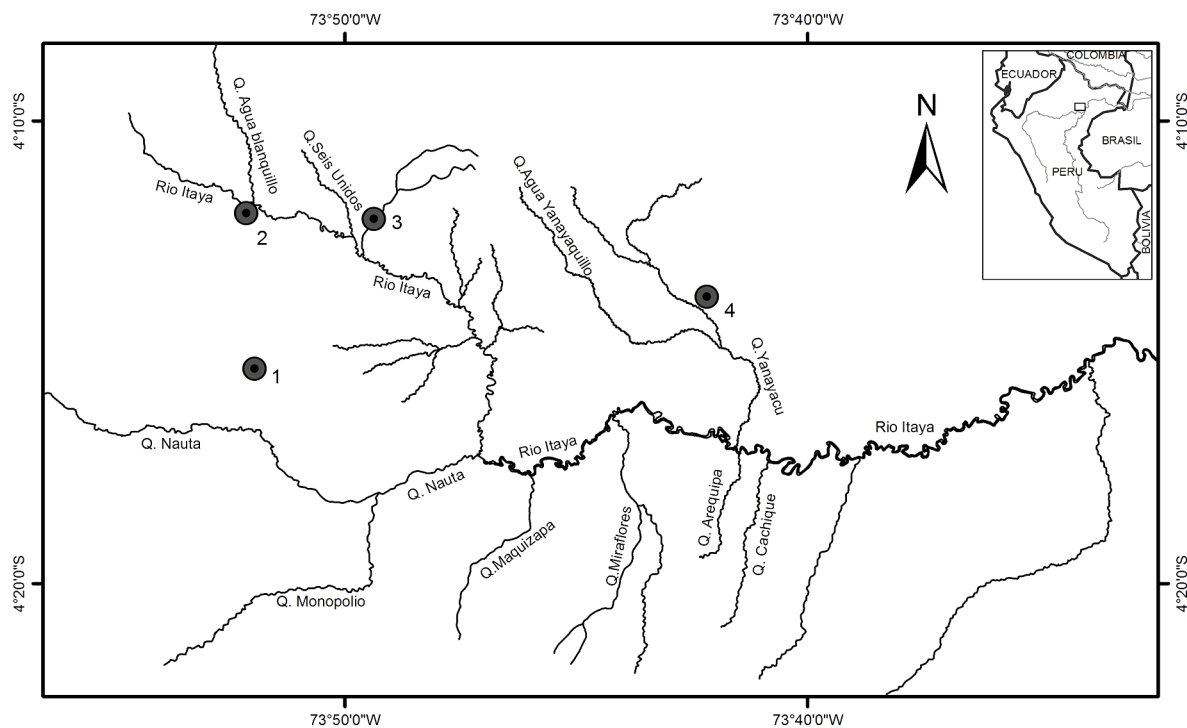 73°50'0"W
73°40'0"W
4°10'0"S
4°10'0"S
COLOMBIA
ECUADOR
BRASIL
PERU
BOLIVIA
N
Q. Agua blanquillo
Q.Seis Unidos
Q.Agua Yanayaquillo
Rio Itaya
2
3
Rio Itaya
4
1
Q.Yanayacu
Q. Nauta
Rio Itaya
Rio Itaya
Q. Nauta
Q.Maquizapa
Q.Miraflores
Q. Arequipa
Q. Cachique
Q. Monopolio
4°20'0"S
4°20'0"S
73°50'0"W
73°40'0"W